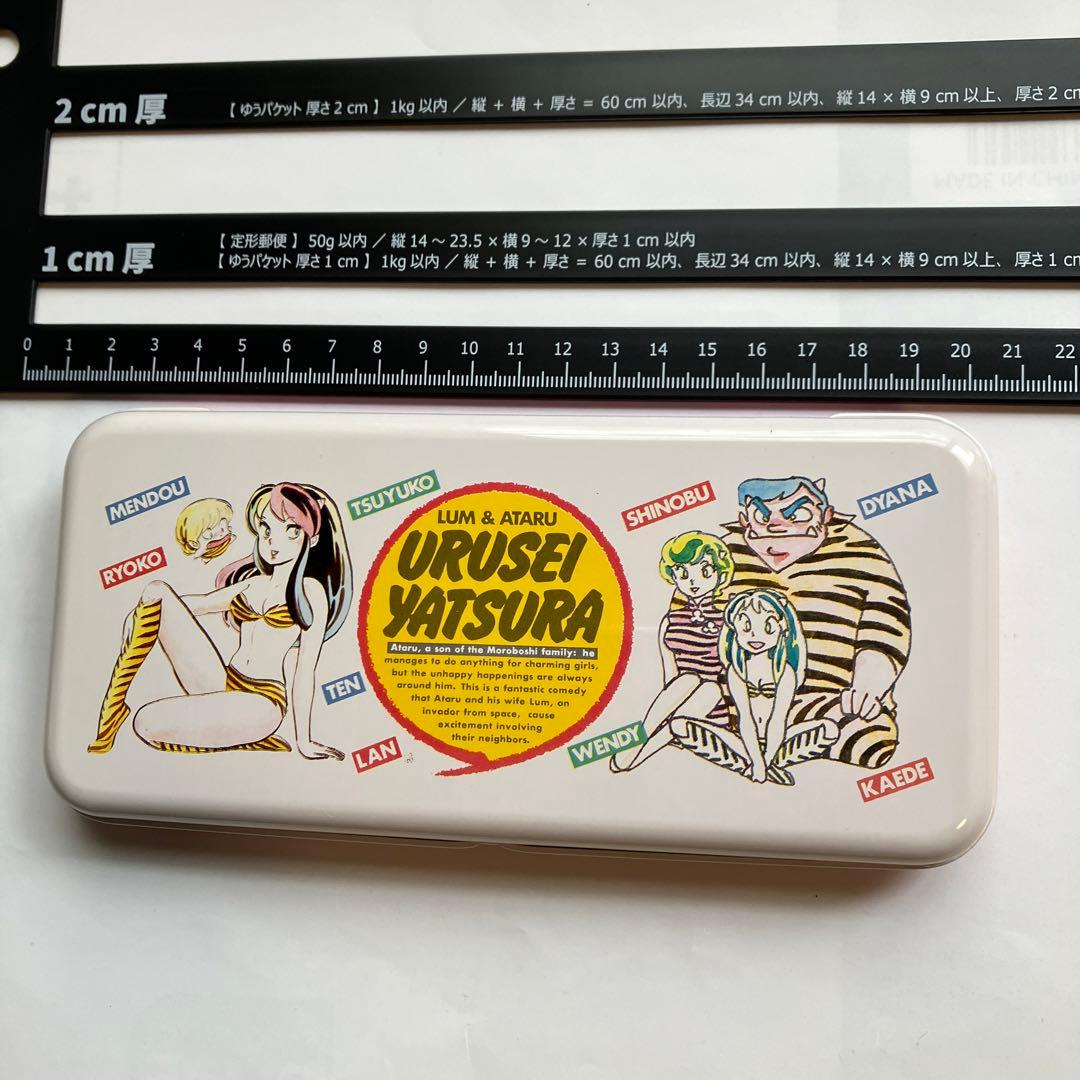 2 cm 厚
【 ゆうパケット 厚さ 2 cm 】 1kg 以内 ／ 縦 + 横 + 厚さ = 60 cm 以内、長辺 34 cm 以内、縦 14 × 横 9 cm 以上、厚さ 2 cm
MADE IN CHIN
1 cm 厚
【 定形郵便 】 50g 以内 ／ 縦 14 ～ 23.5 × 横 9 ～ 12 × 厚さ 1 cm 以内
【 ゆうパケット 厚さ 1 cm 】 1kg 以内 ／ 縦 + 横 + 厚さ = 60 cm 以内、長辺 34 cm 以内、縦 14 × 横 9 cm 以上、厚さ 1 cm
0 1 2 3 4 5 6 7 8 9 10 11 12 13 14 15 16 17 18 19 20 21 22
MENDOU
TSUYUKO
RYOKO
TEN
LAN
LUM & ATARU
URUSEI
YATSURA
Ataru, a son of the Moroboshi family: he
manages to do anything for charming girls,
but the unhappy happenings are always
around him. This is a fantastic comedy
that Ataru and his wife Lum, an
invador from space, cause
excitement involving
their neighbors.
SHINOBU
DYANA
WENDY
KAEDE